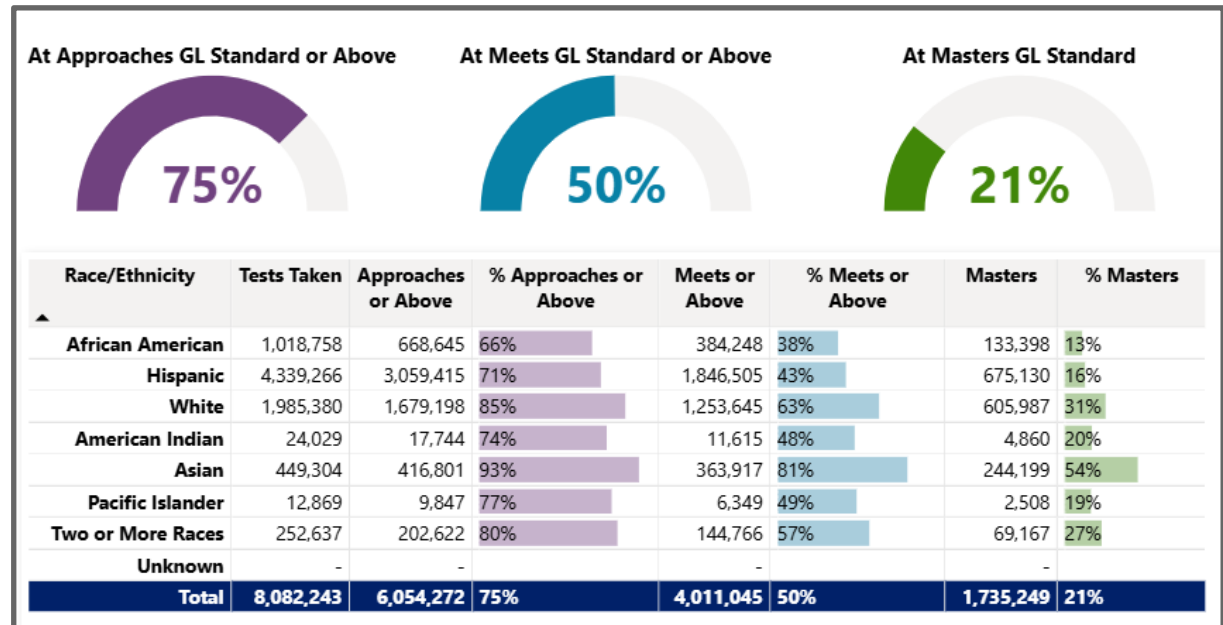 At Approaches GL Standard or Above At Meets GL Standard or Above At Masters GL Standard
75% 50% 21%
Race/Ethnicity Tests Taken Approaches or Above % Approaches or Above Meets or Above % Meets or Above Masters % Masters
African American 1,018,758 668,645 66% 384,248 38% 133,398 13%
Hispanic 4,339,266 3,059,415 71% 1,846,505 43% 675,130 16%
White 1,985,380 1,679,198 85% 1,253,645 63% 605,987 31%
American Indian 24,029 17,744 74% 11,615 48% 4,860 20%
Asian 449,304 416,801 93% 363,917 81% 244,199 54%
Pacific Islander 12,869 9,847 77% 6,349 49% 2,508 19%
Two or More Races 252,637 202,622 80% 144,766 57% 69,167 27%
Unknown - - - -
Total 8,082,243 6,054,272 75% 4,011,045 50% 1,735,249 21%